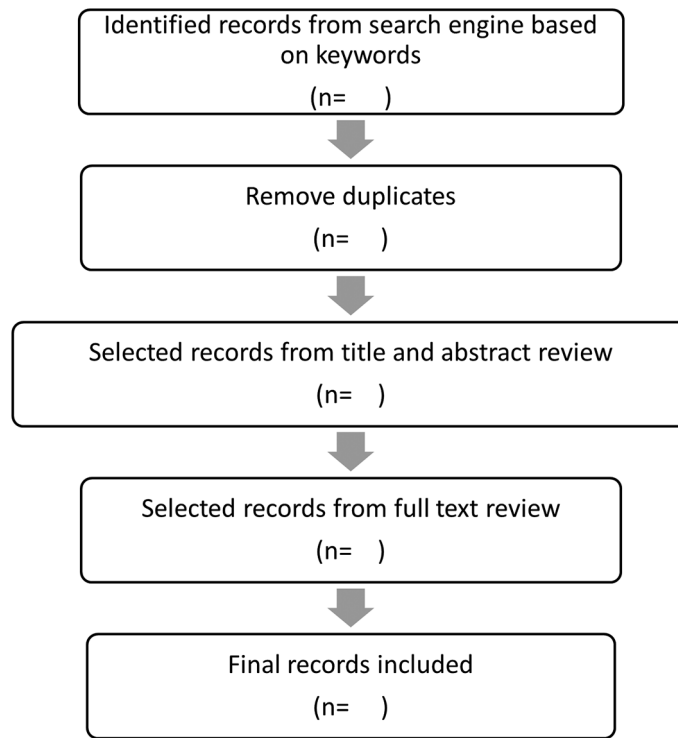 Identified records from search engine based
on keywords
(n=      )
Remove duplicates
(n=     )
Selected records from title and abstract review
(n=    )
Selected records from full text review
(n=    )
Final records included
(n=     )